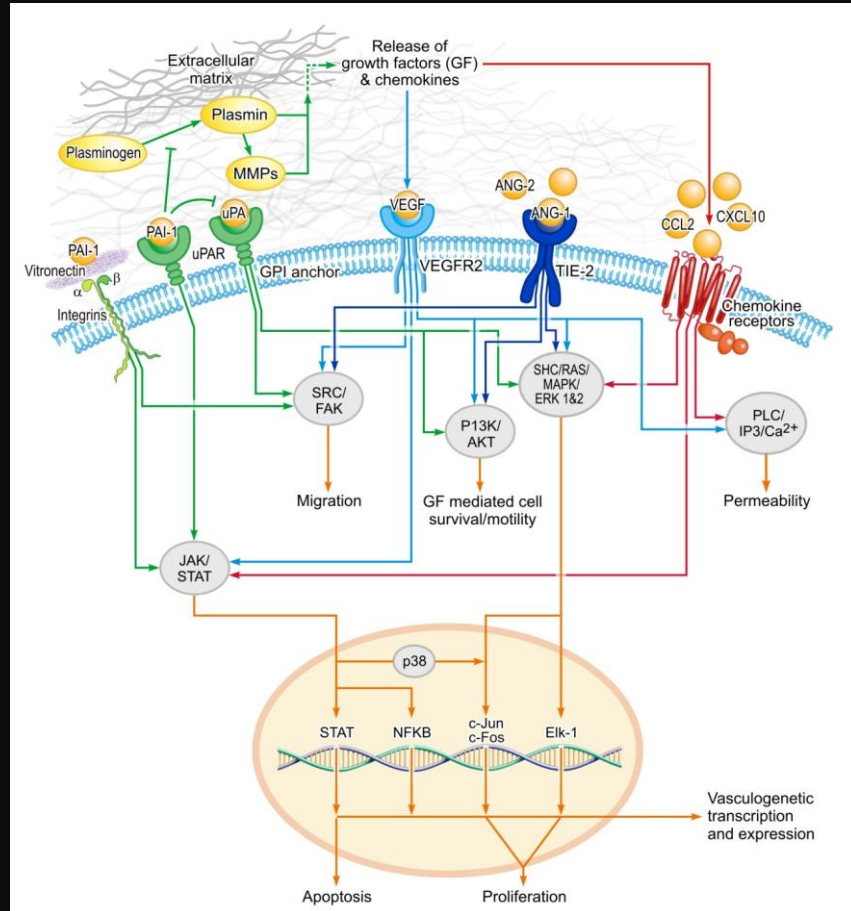 Extracellular
matrix
Release of
growth factors (GF)
& chemokines
Plasmin
Plasminogen
MMPs
uPA
PAI-1
PAI-1
Vitronectin
α
β
Integrins
uPAR
GPI anchor
VEGF
VEGFR2
ANG-2
ANG-1
TIE-2
CCL2
CXCL10
Chemokine
receptors
SRC/
FAK
P13K/
AKT
SHC/RAS/
MAPK/
ERK 1&2
PLC/
IP3/Ca2+
Migration
GF mediated cell
survival/motility
Permeability
JAK/
STAT
p38
STAT
NFKB
c-Jun
c-Fos
Elk-1
Vasculogenetic
transcription
and expression
Apoptosis
Proliferation